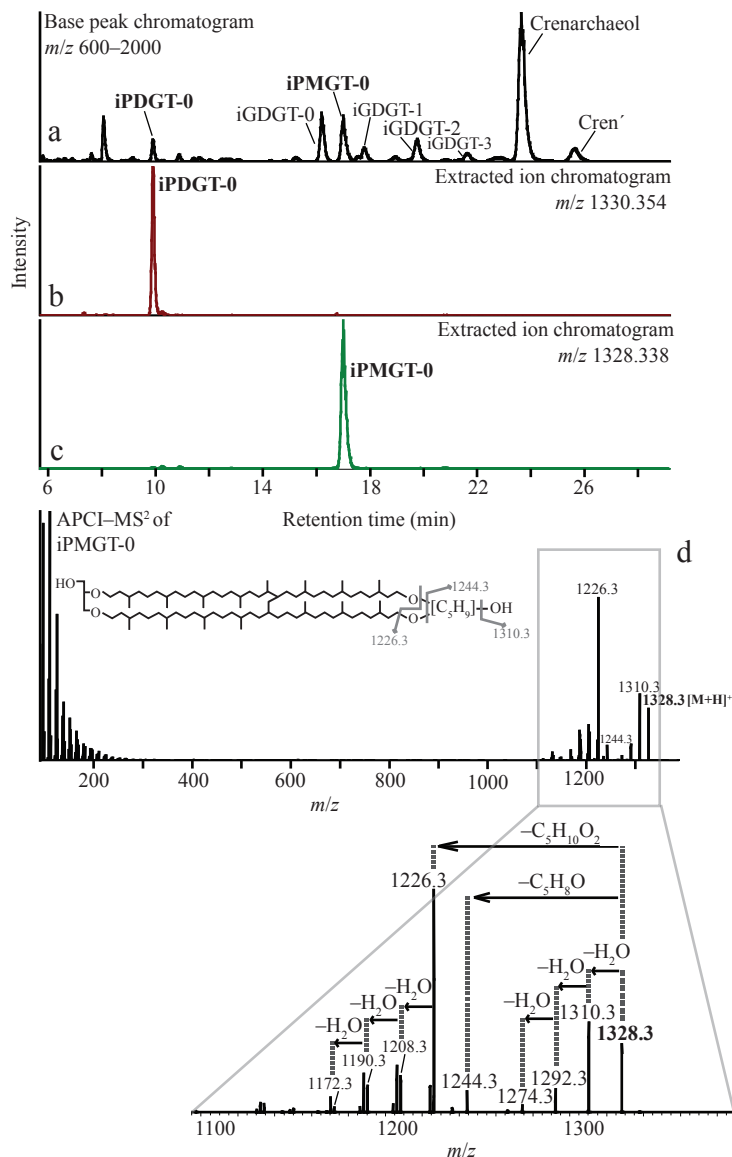 Base peak chromatogram
m/z 600–2000
Crenarchaeol
iPMGT-0
iPDGT-0
iGDGT-0
iGDGT-1
iGDGT-2
iGDGT-3
Cren´
a
iPDGT-0
Extracted ion chromatogram
m/z 1330.354
Intensity
b
Extracted ion chromatogram
m/z 1328.338
iPMGT-0
c
6 10 14 18 22 26
Retention time (min)
APCI–MS² of
iPMGT-0
d
HO
O
O
O
O
[C₅H₉]
OH
1244.3
1226.3
1310.3
1226.3
1310.3
1328.3 [M+H]⁺
1244.3
200 400 600 800 1000 1200
m/z
–C₅H₁₀O₂
1226.3
–C₅H₈O
–H₂O
–H₂O
–H₂O
–H₂O
–H₂O
–H₂O
1310.3
1328.3
1208.3
1190.3
1172.3
1244.3
1292.3
1274.3
1100 1200 1300
m/z